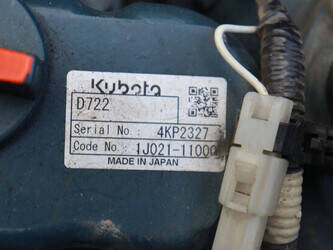 Kubota
D722
Serial No. 4KP2327
Code No. 1J021-11000
MADE IN JAPAN